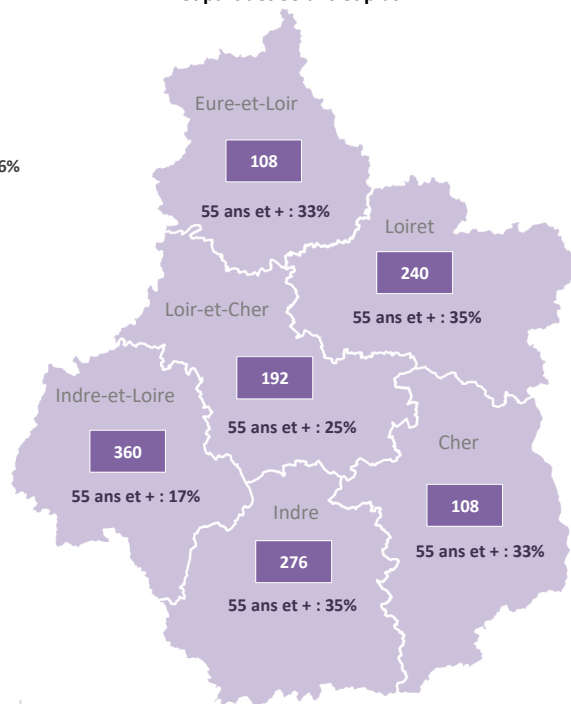 6%
Eure-et-Loir
108
55 ans et + : 33%
Loiret
240
55 ans et + : 35%
Loir-et-Cher
192
55 ans et + : 25%
Indre-et-Loire
360
55 ans et + : 17%
Cher
108
55 ans et + : 33%
Indre
276
55 ans et + : 35%